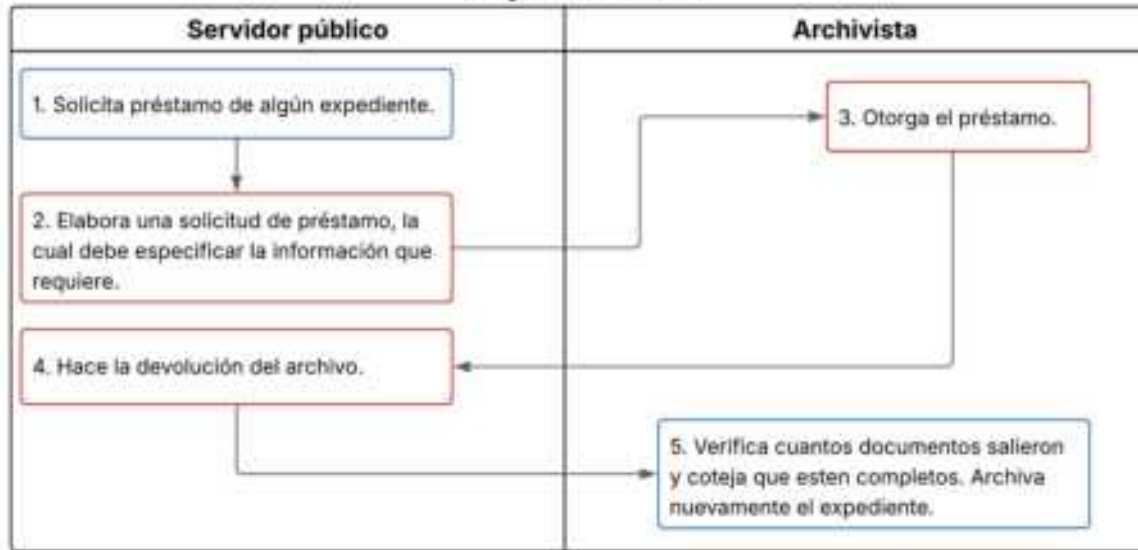 Servidor público
Archivista
1. Solicita préstamo de algún expediente.
3. Otorga el préstamo.
2. Elabora una solicitud de préstamo, la
cual debe especificar la información que
requiere.
4. Hace la devolución del archivo.
5. Verifica cuantos documentos salieron
y coteja que esten completos. Archiva
nuevamente el expediente.